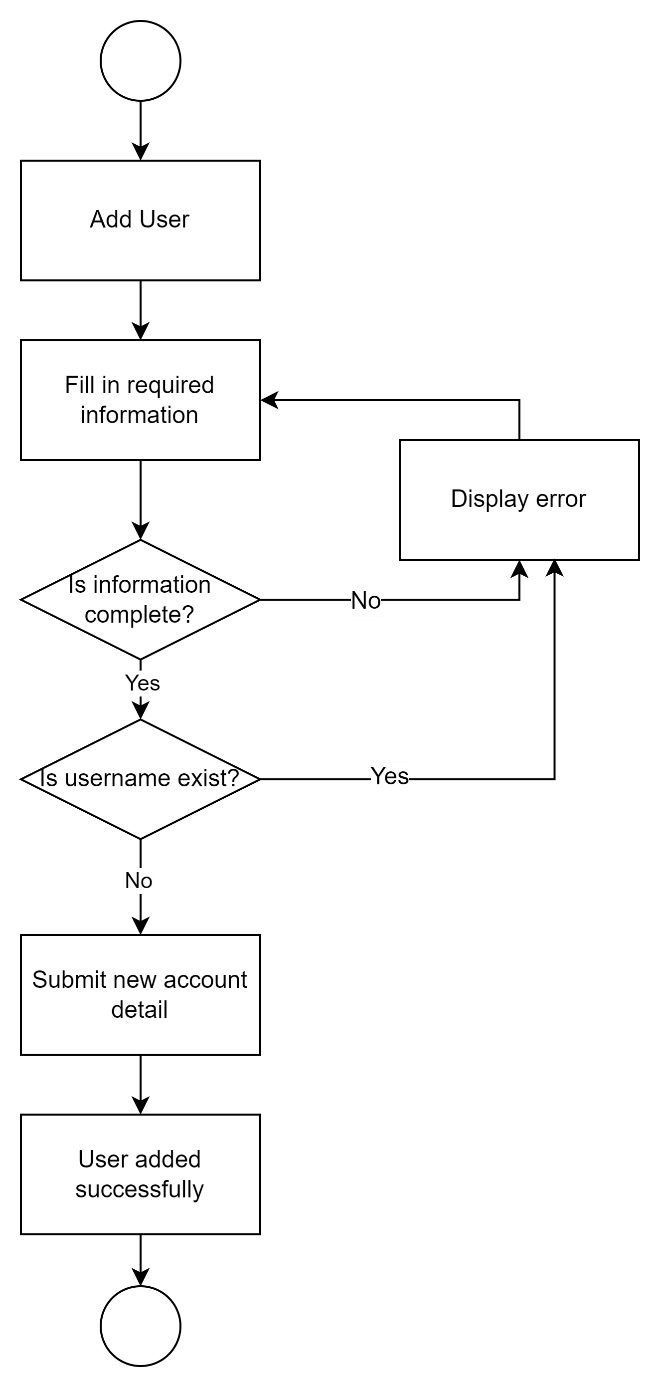 Add User
Fill in required
information
Display error
Is information
complete?
No
Yes
Is username exist?
Yes
No
Submit new account
detail
User added
successfully